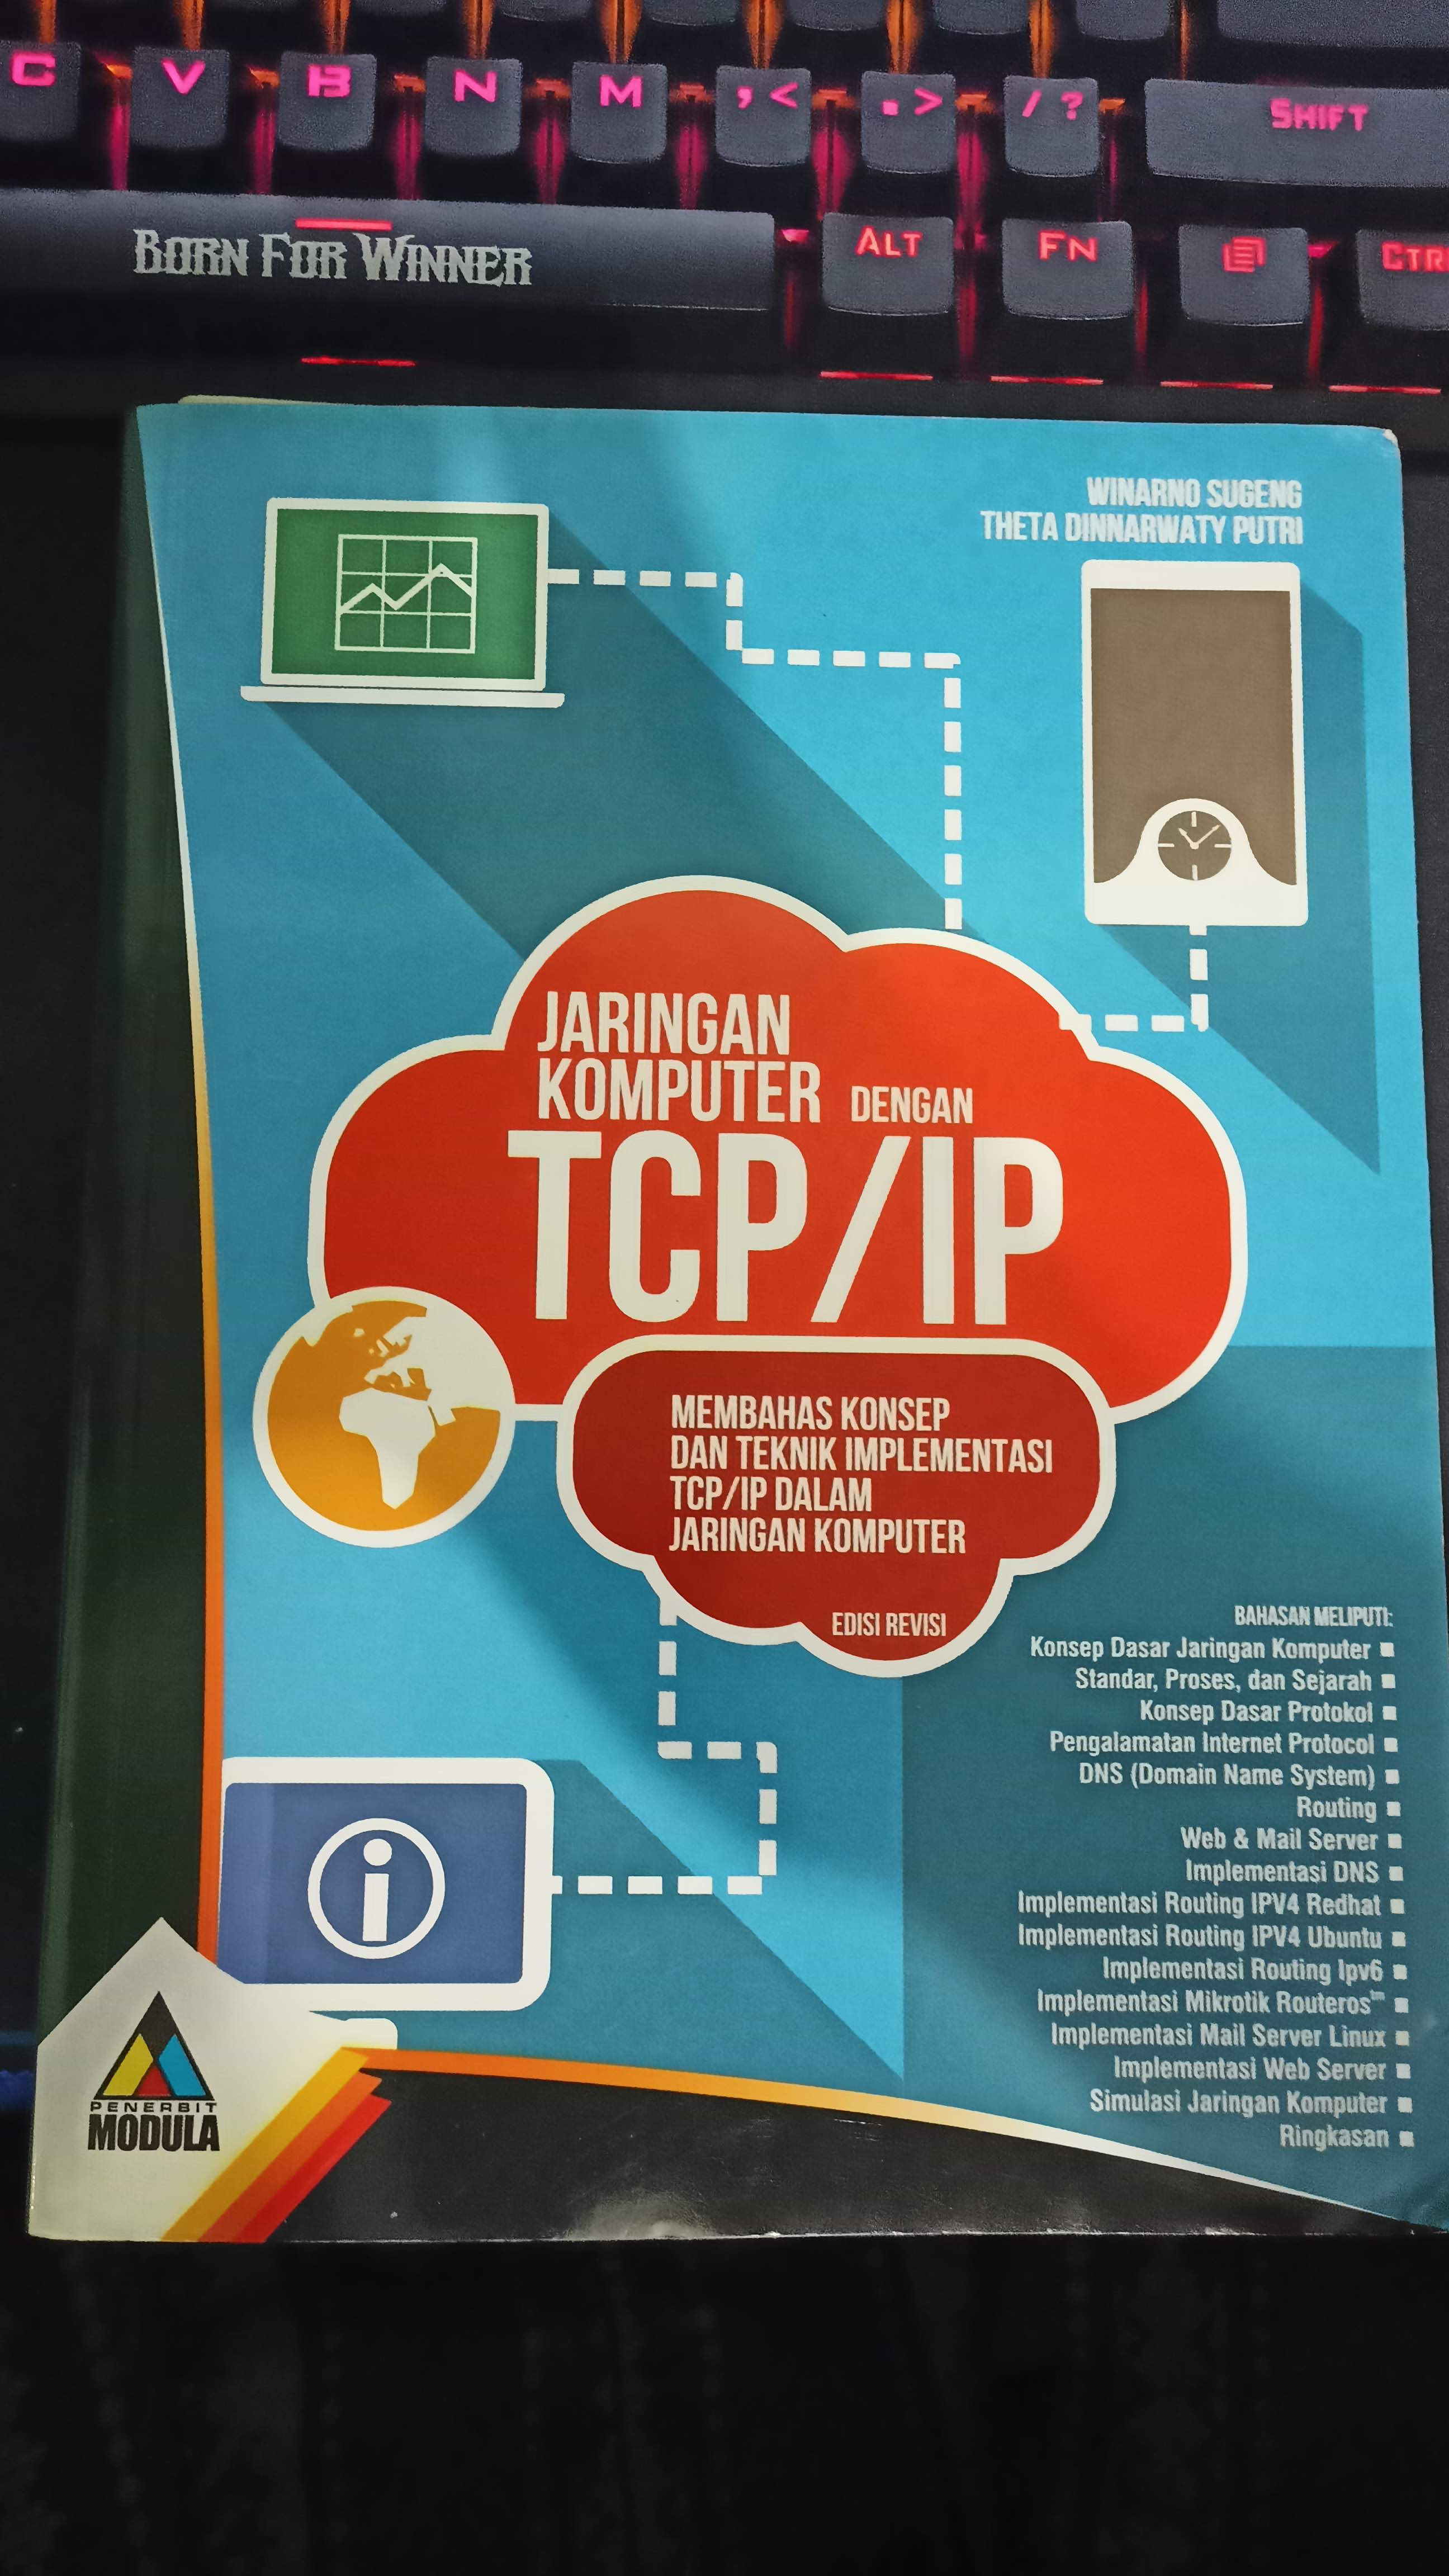 C V B N M ,< .> /? SHIFT
BORN FOR WINNER ALT FN CTR
WINARNO SUGENG
THETA DINNARWATY PUTRI
JARINGAN
KOMPUTER DENGAN
TCP/IP
MEMBAHAS KONSEP
DAN TEKNIK IMPLEMENTASI
TCP/IP DALAM
JARINGAN KOMPUTER
EDISI REVISI
BAHASAN MELIPUTI:
Konsep Dasar Jaringan Komputer
Standar, Proses, dan Sejarah
Konsep Dasar Protokol
Pengalamatan Internet Protocol
DNS (Domain Name System)
Routing
Web & Mail Server
Implementasi DNS
Implementasi Routing IPV4 Redhat
Implementasi Routing IPV4 Ubuntu
Implementasi Routing Ipv6
Implementasi Mikrotik Routeros™
Implementasi Mail Server Linux
Implementasi Web Server
Simulasi Jaringan Komputer
Ringkasan
i
PENERBIT
MODULA